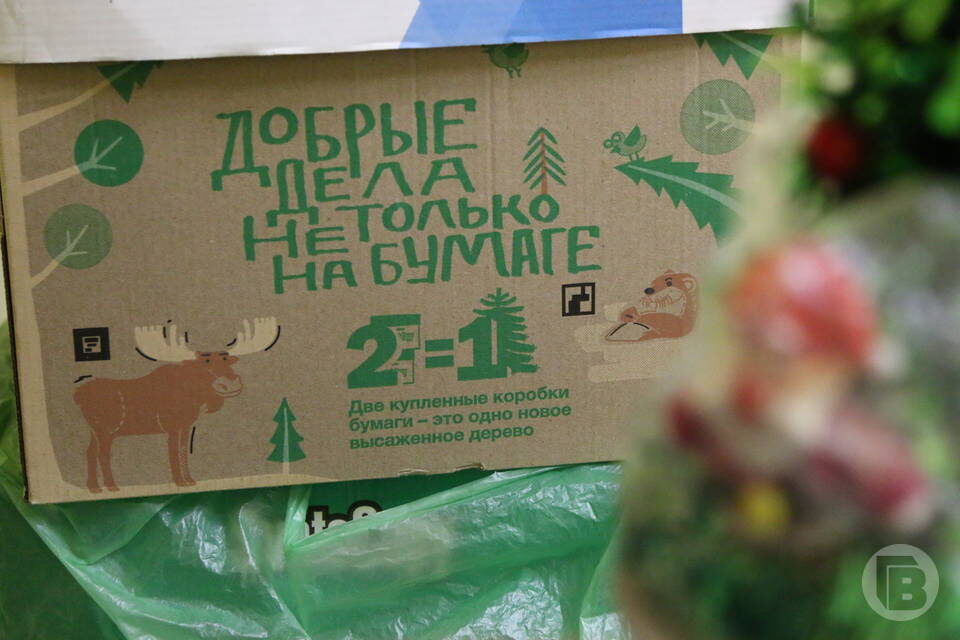 ДОБРЫЕ
ДЕЛА
НЕ ТОЛЬКО
НА БУМАГЕ
2=1
Две купленные коробки
бумаги – это одно новое
высаженное дерево